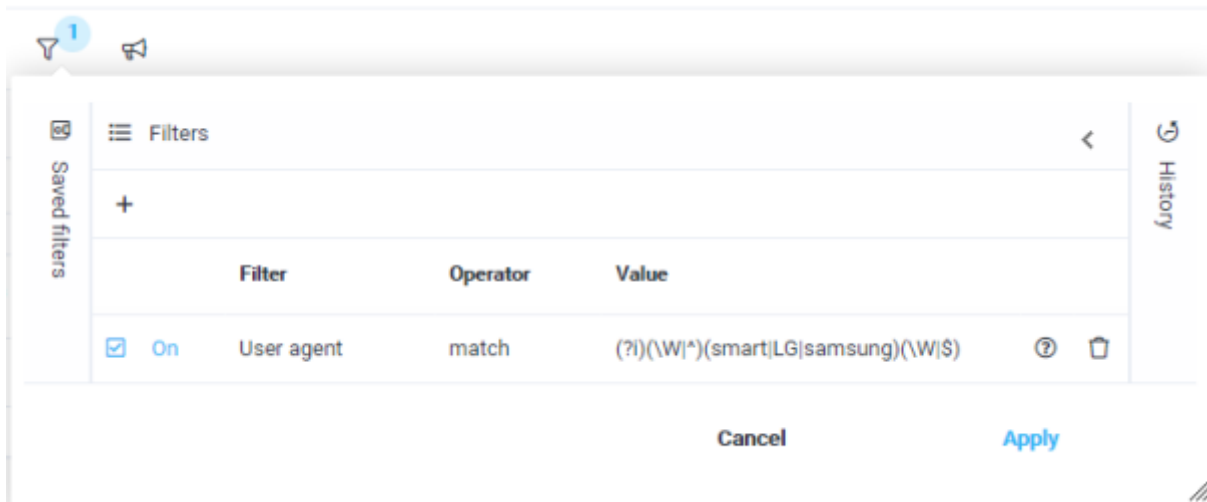 1
Saved filters
Filters
History
Filter Operator Value
On User agent match (?i)(\W|^)(smart|LG|samsung)(\W|$)
Cancel Apply